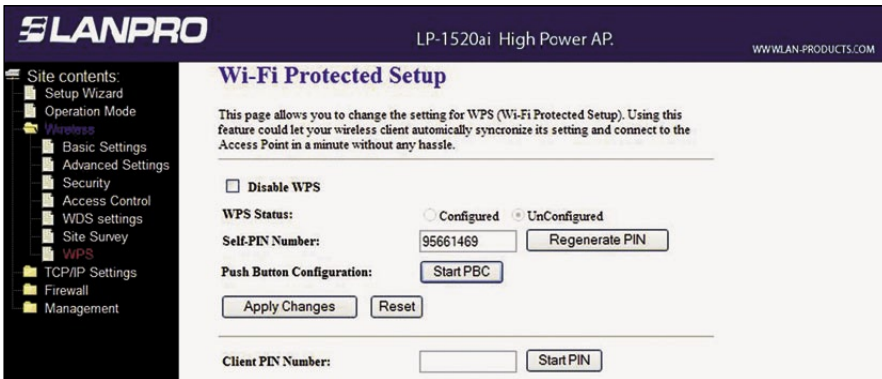 LANPRO
LP-1520ai High Power AP.
WWWLAN-PRODUCTS.COM
Site contents:
Setup Wizard
Operation Mode
Wireless
Basic Settings
Advanced Settings
Security
Access Control
WDS settings
Site Survey
WPS
TCP/IP Settings
Firewall
Management
Wi-Fi Protected Setup
This page allows you to change the setting for WPS (Wi-Fi Protected Setup). Using this
feature could let your wireless client automically syncronize its setting and connect to the
Access Point in a minute without any hassle.
Disable WPS
WPS Status: Configured UnConfigured
Self-PIN Number: 95661469 Regenerate PIN
Push Button Configuration: Start PBC
Apply Changes Reset
Client PIN Number: Start PIN